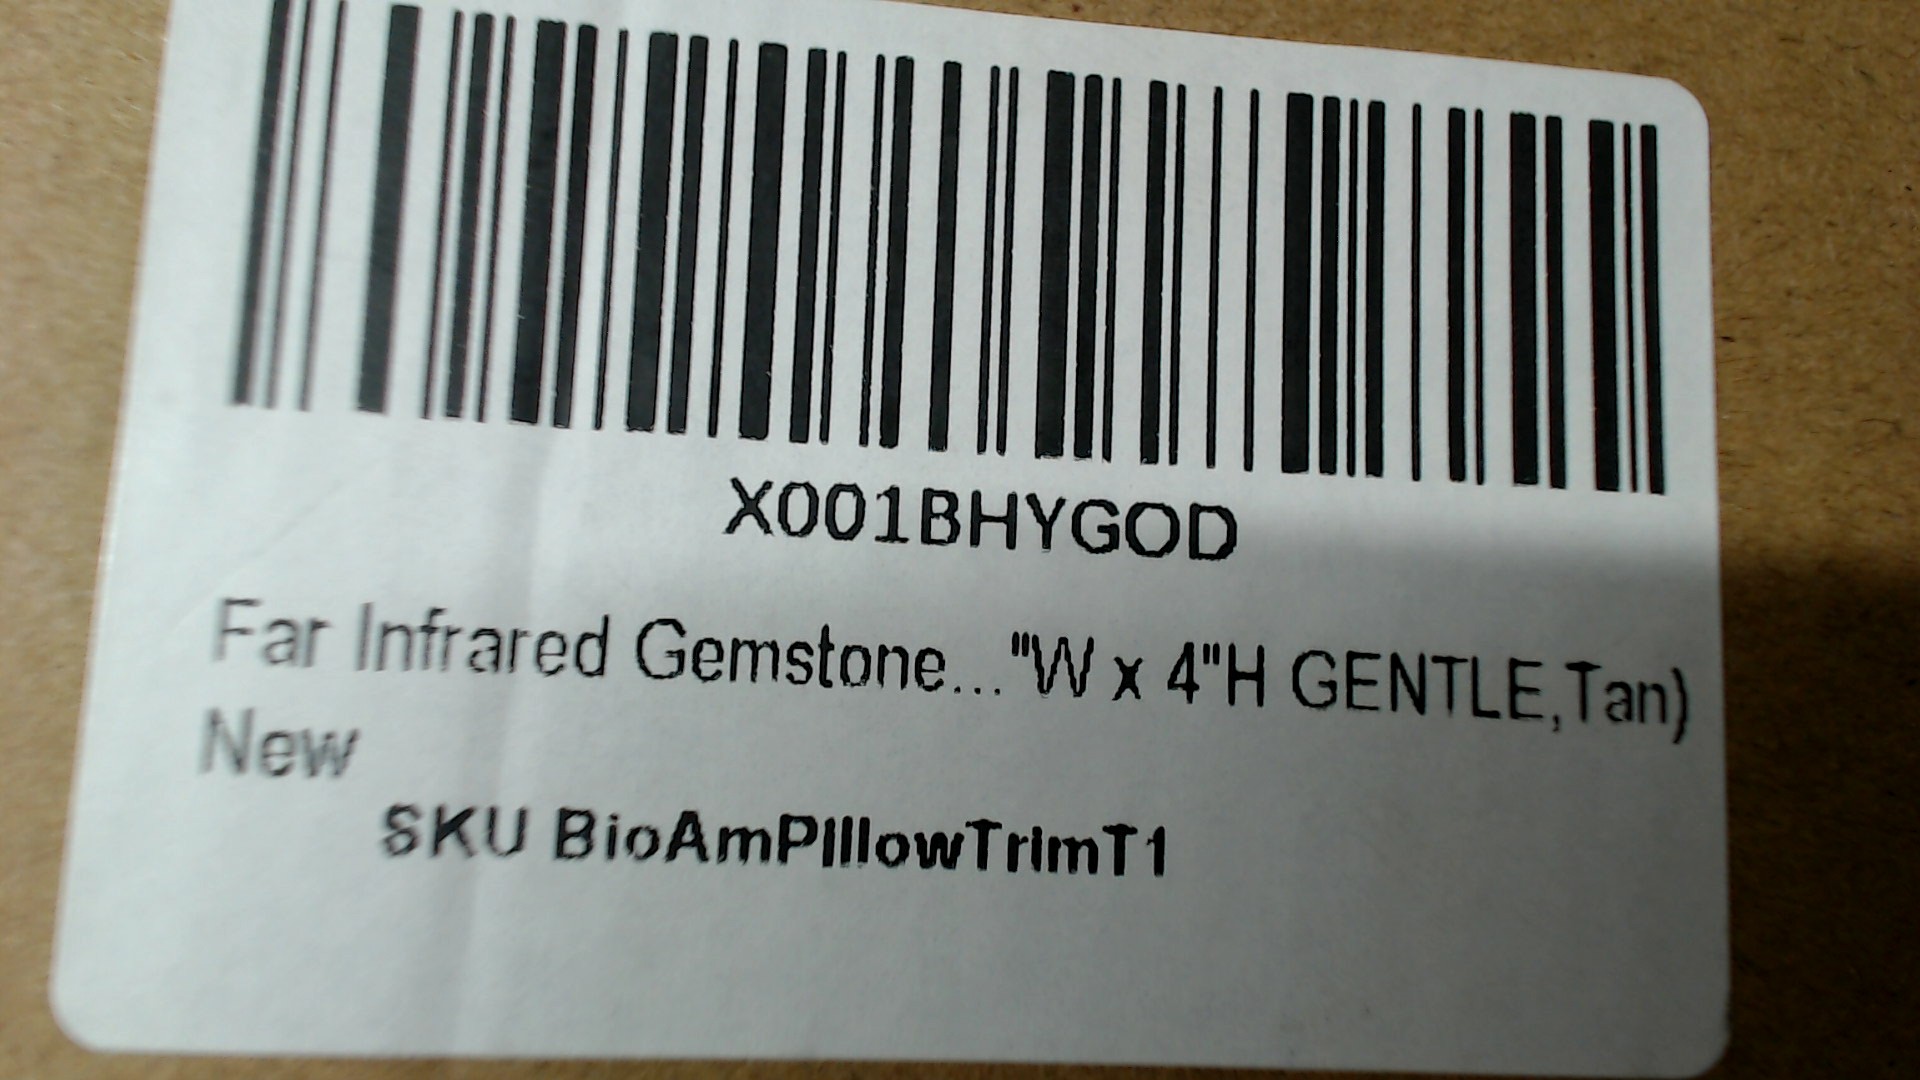 X001BHYGOD
Far Infrared Gemstone..."W x 4"H GENTLE,Tan)
New
SKU BioAmPillowTrimT1